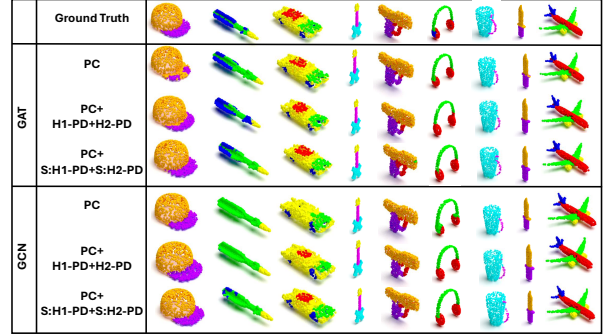 Ground Truth
GAT
PC
PC+
H1-PD+H2-PD
PC+
S:H1-PD+S:H2-PD
GCN
PC
PC+
H1-PD+H2-PD
PC+
S:H1-PD+S:H2-PD